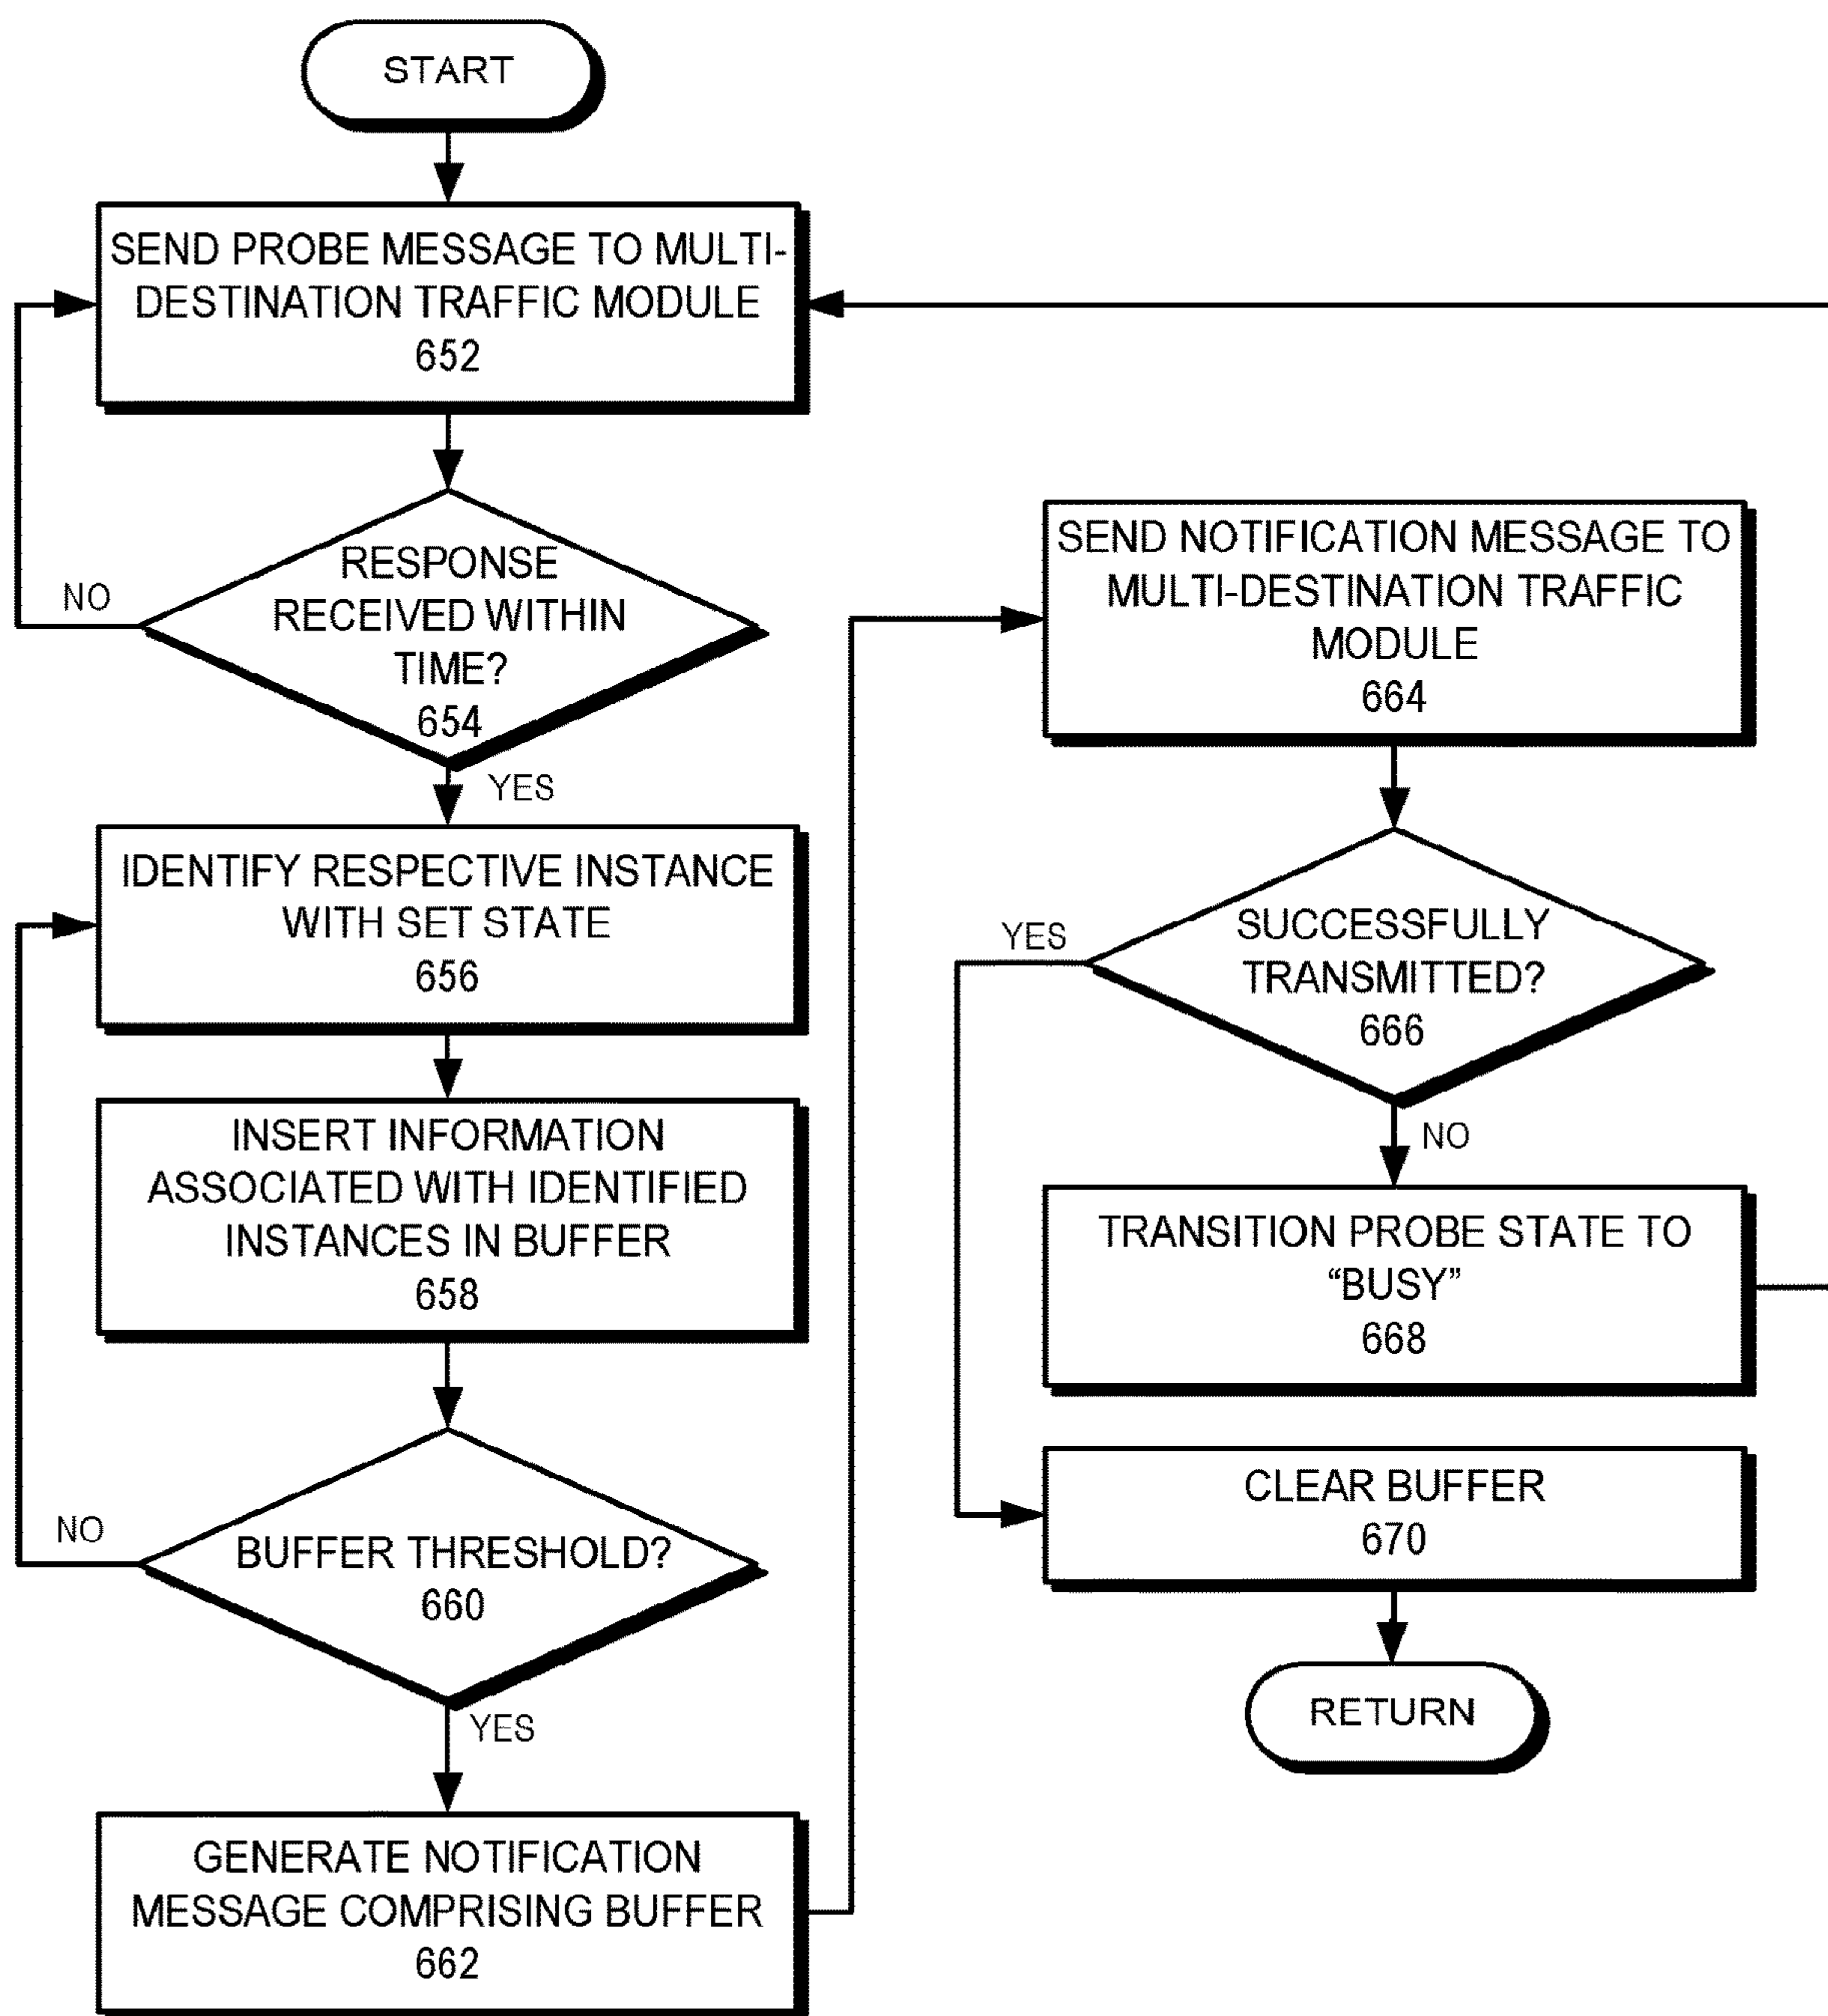 START
SEND PROBE MESSAGE TO MULTI-
DESTINATION TRAFFIC MODULE
652
RESPONSE
RECEIVED WITHIN
TIME?
654
NO
YES
IDENTIFY RESPECTIVE INSTANCE
WITH SET STATE
656
INSERT INFORMATION
ASSOCIATED WITH IDENTIFIED
INSTANCES IN BUFFER
658
BUFFER THRESHOLD?
660
NO
YES
GENERATE NOTIFICATION
MESSAGE COMPRISING BUFFER
662
SEND NOTIFICATION MESSAGE TO
MULTI-DESTINATION TRAFFIC
MODULE
664
SUCCESSFULLY
TRANSMITTED?
666
YES
NO
TRANSITION PROBE STATE TO
“BUSY”
668
CLEAR BUFFER
670
RETURN